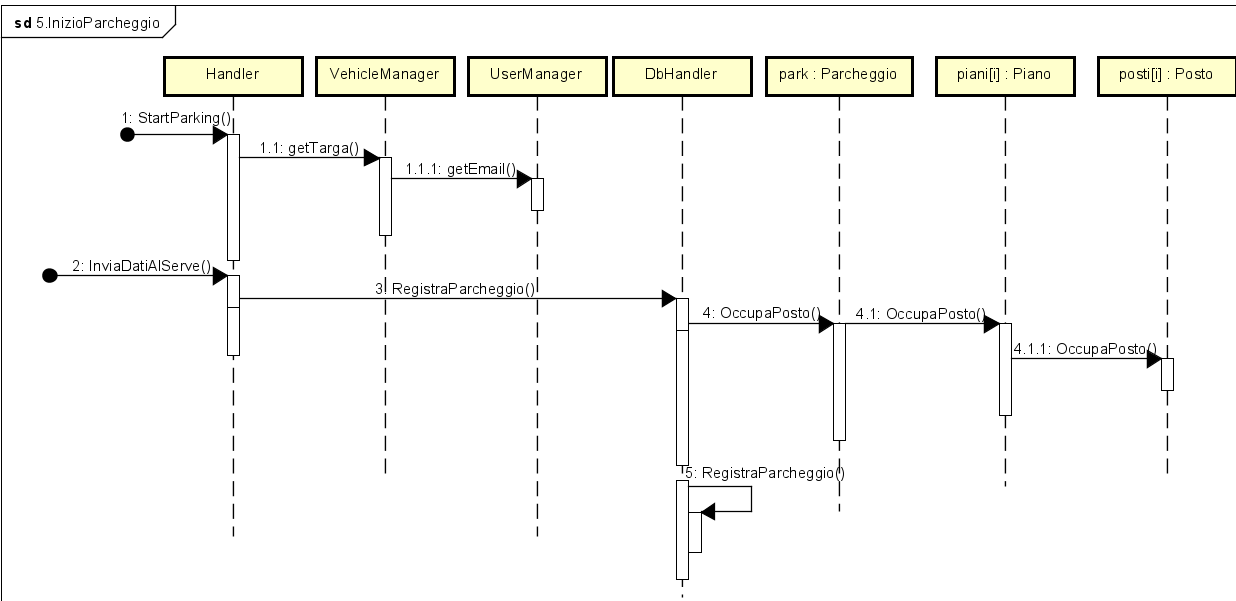 sd 5.InizioParcheggio
Handler
VehicleManager
UserManager
DbHandler
park : Parcheggio
piani[i] : Piano
posti[i] : Posto
1: StartParking()
1.1: getTarga()
1.1.1: getEmail()
2: InviaDatiAlServe()
3: RegistraParcheggio()
4: OccupaPosto()
4.1: OccupaPosto()
4.1.1: OccupaPosto()
5: RegistraParcheggio()